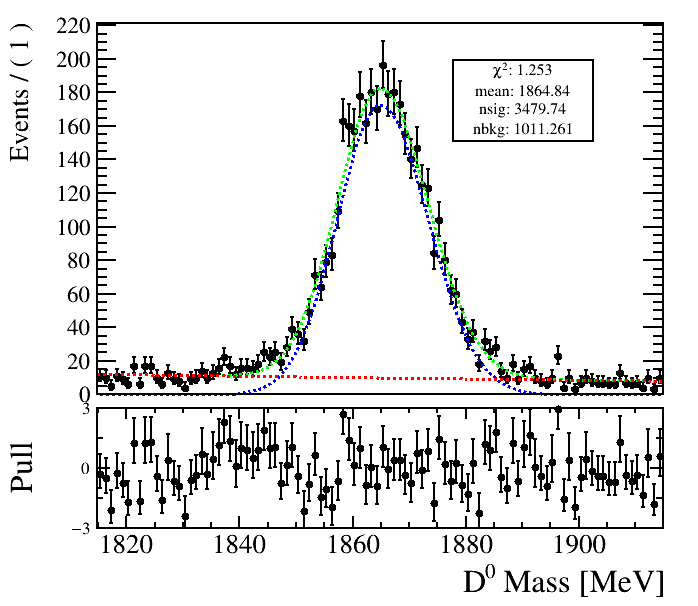 Events / ( 1 )
220
200
180
160
140
120
100
80
60
40
20
0
χ²: 1.253
mean: 1864.84
nsig: 3479.74
nbkg: 1011.261
Pull
3
0
−3
1820 1840 1860 1880 1900
D⁰ Mass [MeV]